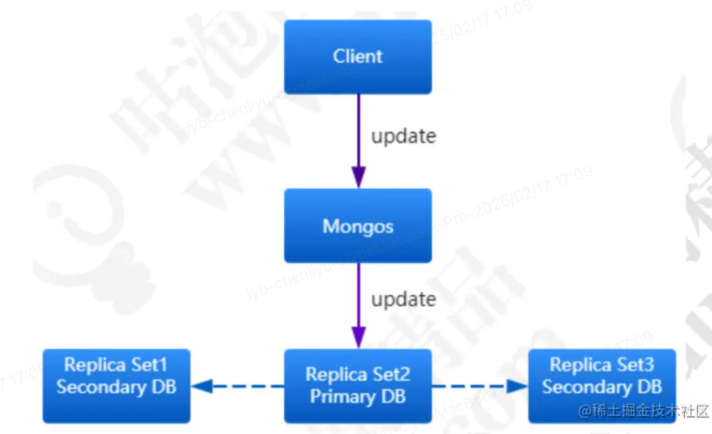 Client
update
Mongos
update
Replica Set1
Secondary DB
Replica Set2
Primary DB
Replica Set3
Secondary DB
@稀土掘金技术社区